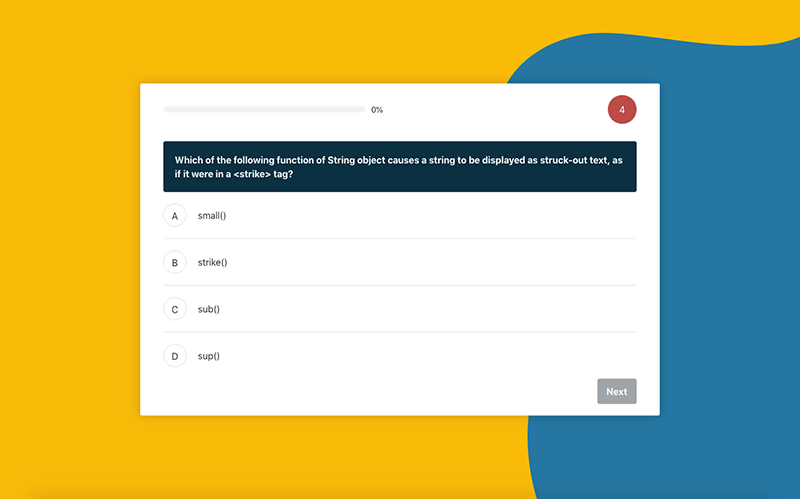 0%
4
Which of the following function of String object causes a string to be displayed as struck-out text, as
if it were in a <strike> tag?
A small()
B strike()
C sub()
D sup()
Next